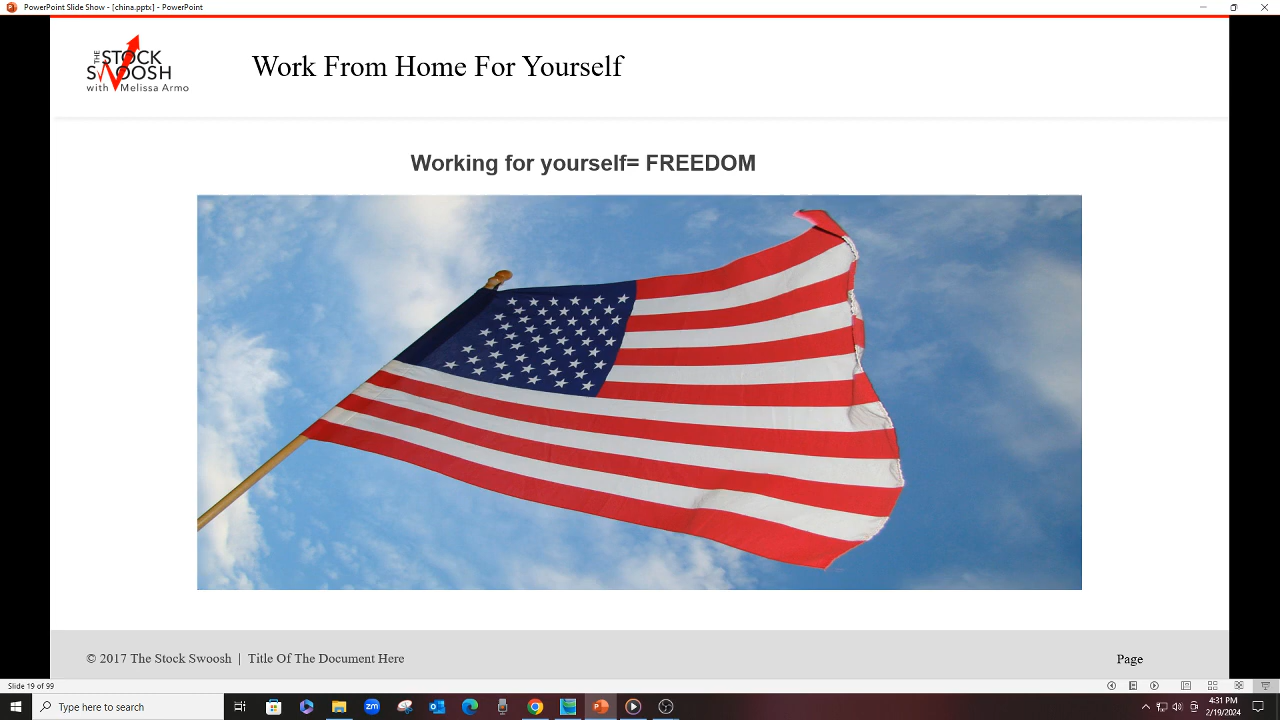 PowerPoint Slide Show - [china.pptx] - PowerPoint
THE STOCK
SWOOSH
with Melissa Armo
Work From Home For Yourself
Working for yourself= FREEDOM
© 2017 The Stock Swoosh | Title Of The Document Here
Page
Slide 19 of 99
Type here to search
zm
4:31 PM
2/19/2024